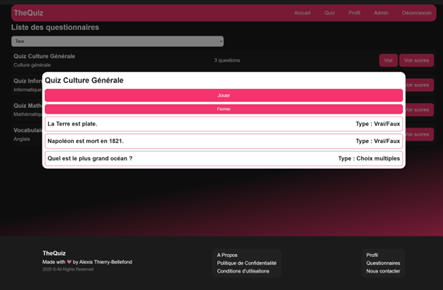 TheQuiz
Accueil Quiz Profil Admin Déconnexion
Liste des questionnaires
Tous
Quiz Culture Générale
Culture générale
3 questions
Voir
Voir scores
Quiz Culture Générale
Jouer
Fermer
La Terre est plate.
Type : Vrai/Faux
Napoléon est mort en 1821.
Type : Vrai/Faux
Quel est le plus grand océan ?
Type : Choix multiples
Quiz Infor
Informatique
Voir scores
Quiz Math
Mathématiq
Voir scores
Vocabulai
Anglais
Voir scores
TheQuiz
Made with ❤ by Alexis Thierry-Bellefond
2025 © All Rights Reserved
A Propos
Politique de Confidentialité
Conditions d'utilisations
Profil
Questionnaires
Nous contacter